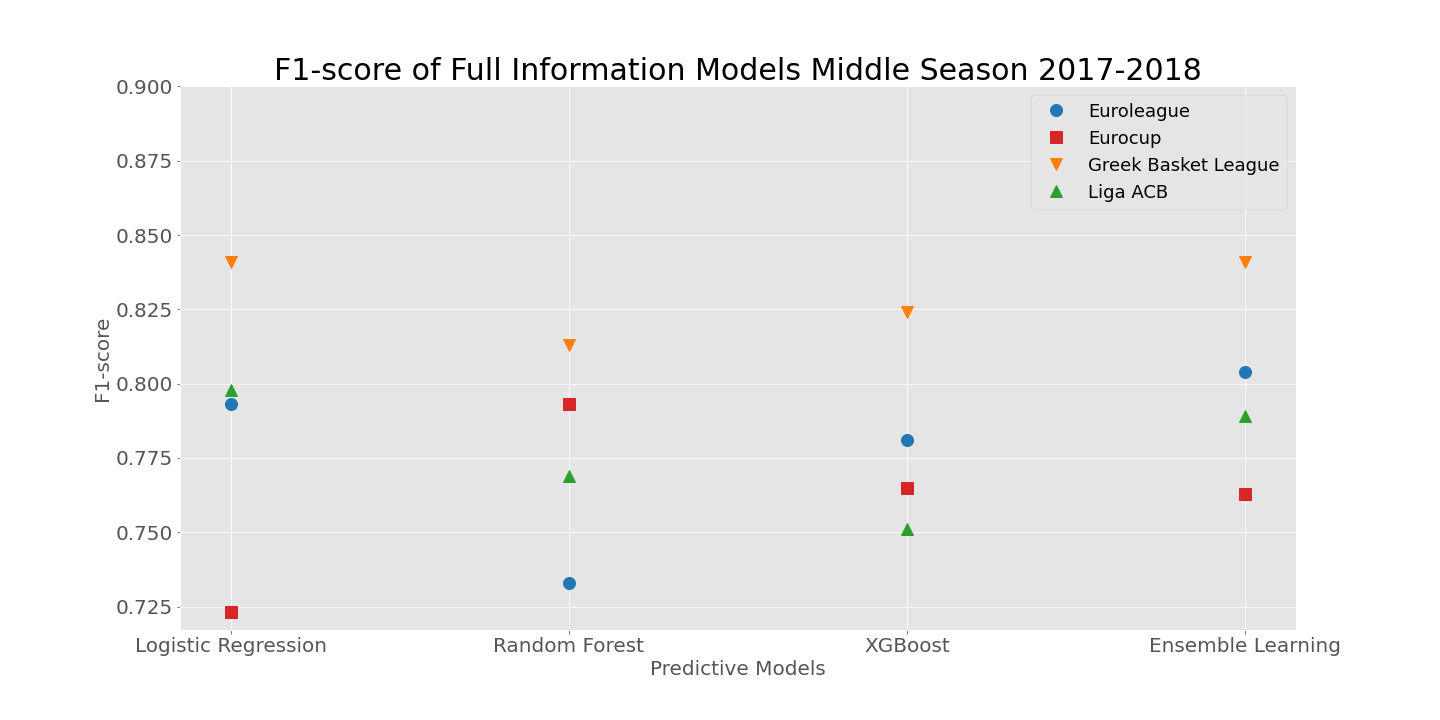 F1-score of Full Information Models Middle Season 2017-2018
Euroleague
Eurocup
Greek Basket League
Liga ACB
F1-score
0.900
0.875
0.850
0.825
0.800
0.775
0.750
0.725
Logistic Regression
Random Forest
XGBoost
Ensemble Learning
Predictive Models